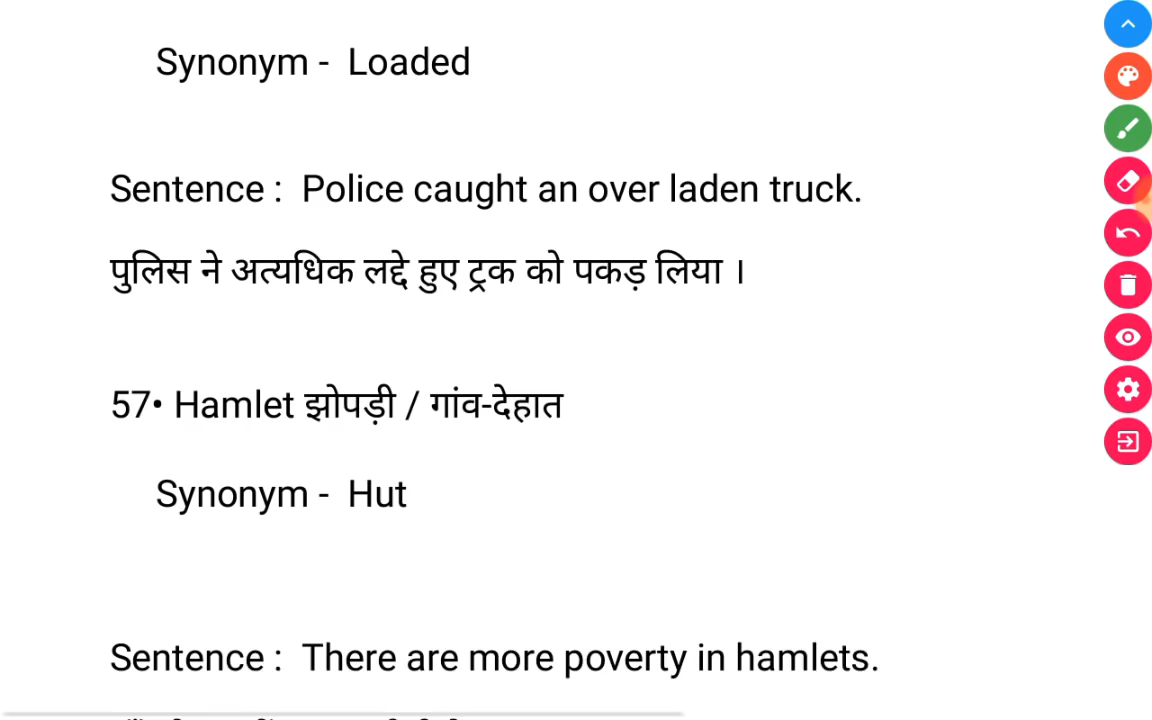 Synonym - Loaded
Sentence : Police caught an over laden truck.
पुलिस ने अत्यधिक लद्दे हुए ट्रक को पकड़ लिया ।
57• Hamlet झोपड़ी / गांव-देहात
Synonym - Hut
Sentence : There are more poverty in hamlets.